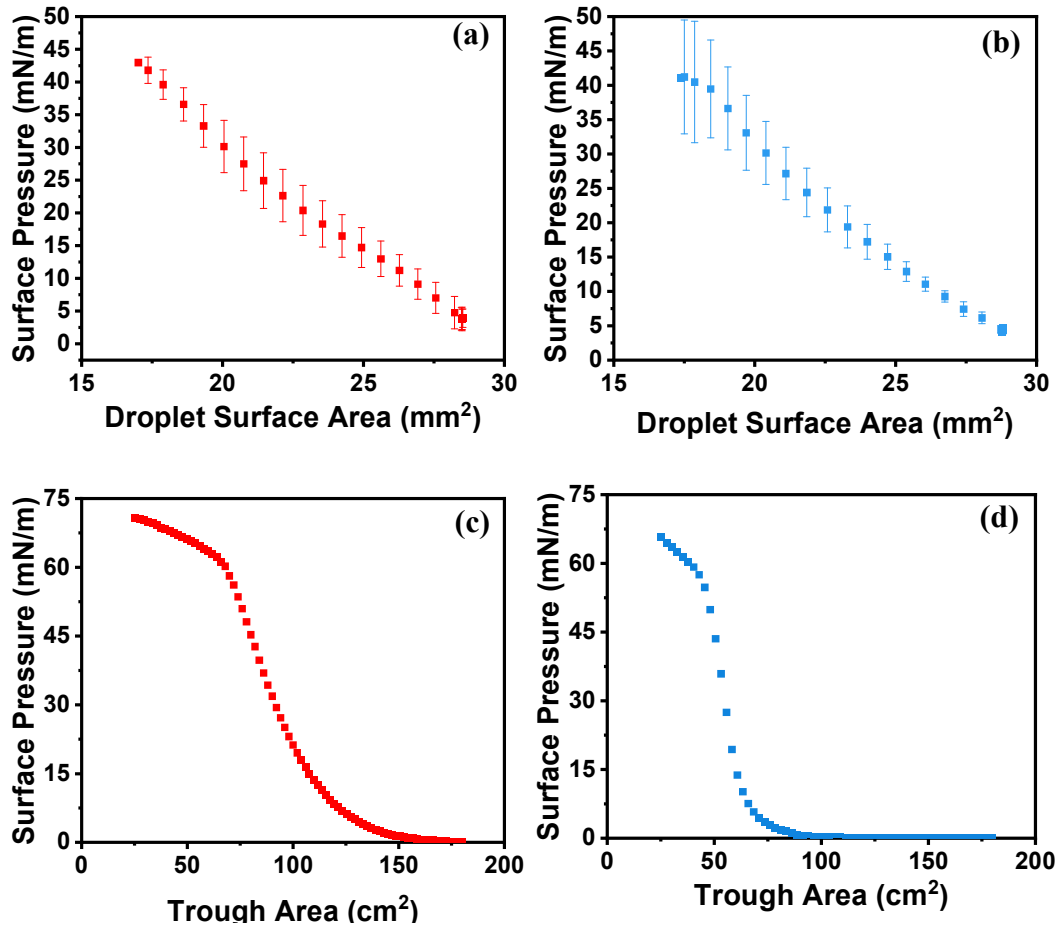 (a)
Surface Pressure (mN/m)
50
45
40
35
30
25
20
15
10
5
0
15 20 25 30
Droplet Surface Area (mm²)
(b)
Surface Pressure (mN/m)
50
45
40
35
30
25
20
15
10
5
0
15 20 25 30
Droplet Surface Area (mm²)
(c)
Surface Pressure (mN/m)
75
60
45
30
15
0
0 50 100 150 200
Trough Area (cm²)
(d)
Surface Pressure (mN/m)
75
60
45
30
15
0
0 50 100 150 200
Trough Area (cm²)